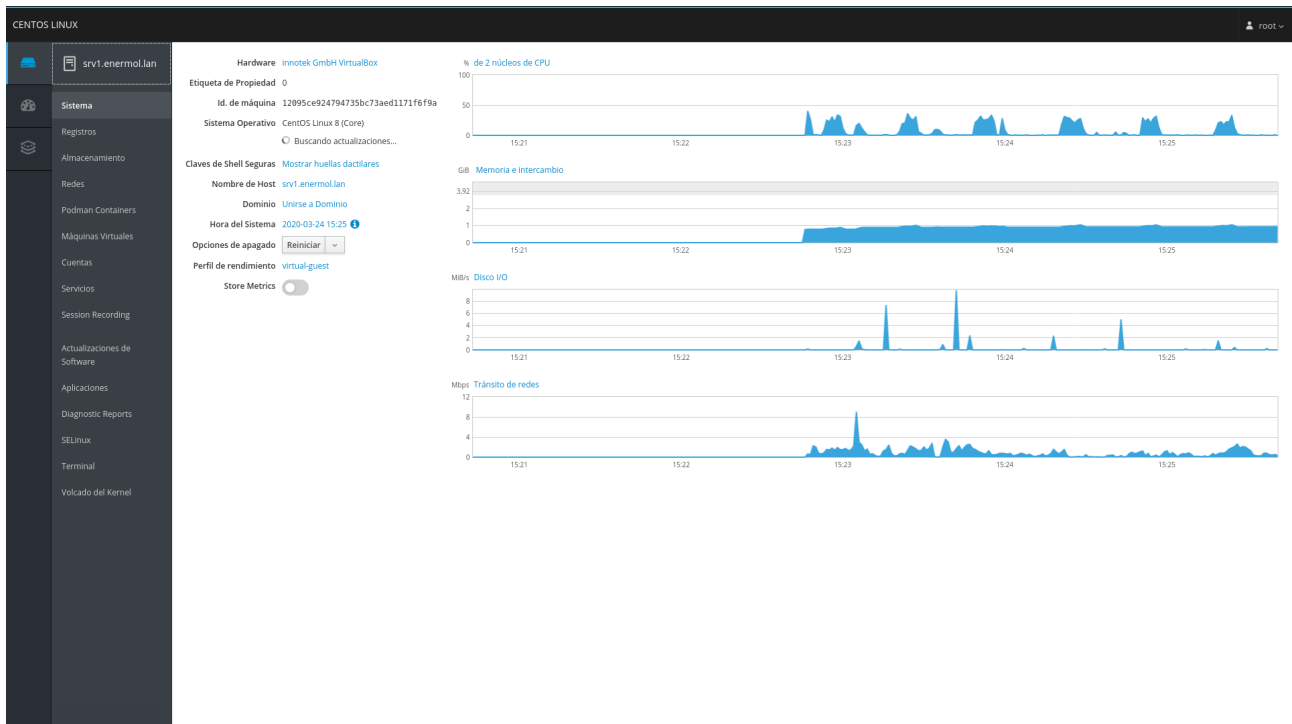 CENTOS LINUX
root
srv1.enermol.lan
Sistema
Registros
Almacenamiento
Redes
Podman Containers
Máquinas Virtuales
Cuentas
Servicios
Session Recording
Actualizaciones de
Software
Aplicaciones
Diagnostic Reports
SELinux
Terminal
Volcado del Kernel
Hardware innotek GmbH VirtualBox
Etiqueta de Propiedad 0
Id. de máquina 12095ce924794735bc73aed1171f6f9a
Sistema Operativo CentOS Linux 8 (Core)
Buscando actualizaciones...
Claves de Shell Seguras Mostrar huellas dactilares
Nombre de Host srv1.enermol.lan
Dominio Unirse a Dominio
Hora del Sistema 2020-03-24 15:25
Opciones de apagado Reiniciar
Perfil de rendimiento virtual-guest
Store Metrics
% de 2 núcleos de CPU
100
50
0
15:21 15:22 15:23 15:24 15:25
GiB Memoria e intercambio
3.92
2
1
0
15:21 15:22 15:23 15:24 15:25
MiB/s Disco I/O
8
6
4
2
0
15:21 15:22 15:23 15:24 15:25
Mbps Tránsito de redes
12
8
4
0
15:21 15:22 15:23 15:24 15:25